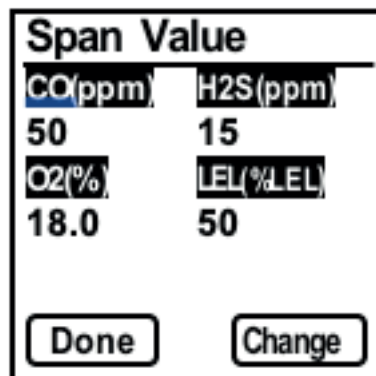 Span Value
CO(ppm) H2S(ppm)
50 15
O2(%) LEL(%LEL)
18.0 50
Done Change